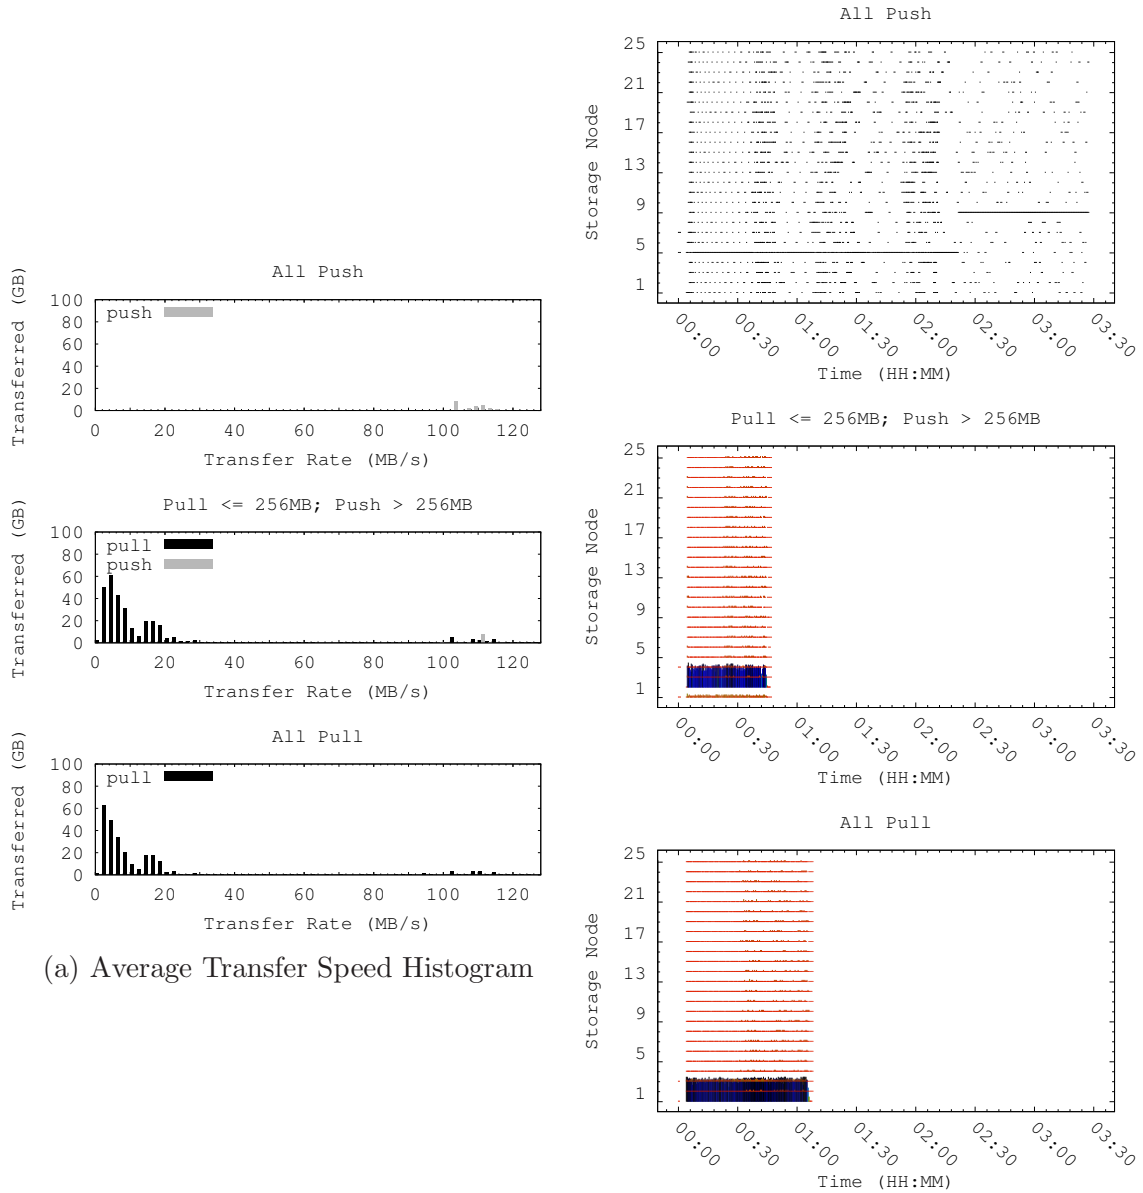 All Push
Transferred (GB)
100
80
60
40
20
0
push
0 20 40 60 80 100 120
Transfer Rate (MB/s)
Pull <= 256MB; Push > 256MB
Transferred (GB)
100
80
60
40
20
0
pull
push
0 20 40 60 80 100 120
Transfer Rate (MB/s)
All Pull
Transferred (GB)
100
80
60
40
20
0
pull
0 20 40 60 80 100 120
Transfer Rate (MB/s)
(a) Average Transfer Speed Histogram
All Push
Storage Node
25
21
17
13
9
5
1
00:00 00:30 01:00 01:30 02:00 02:30 03:00 03:30
Time (HH:MM)
Pull <= 256MB; Push > 256MB
Storage Node
25
21
17
13
9
5
1
00:00 00:30 01:00 01:30 02:00 02:30 03:00 03:30
Time (HH:MM)
All Pull
Storage Node
25
21
17
13
9
5
1
00:00 00:30 01:00 01:30 02:00 02:30 03:00 03:30
Time (HH:MM)